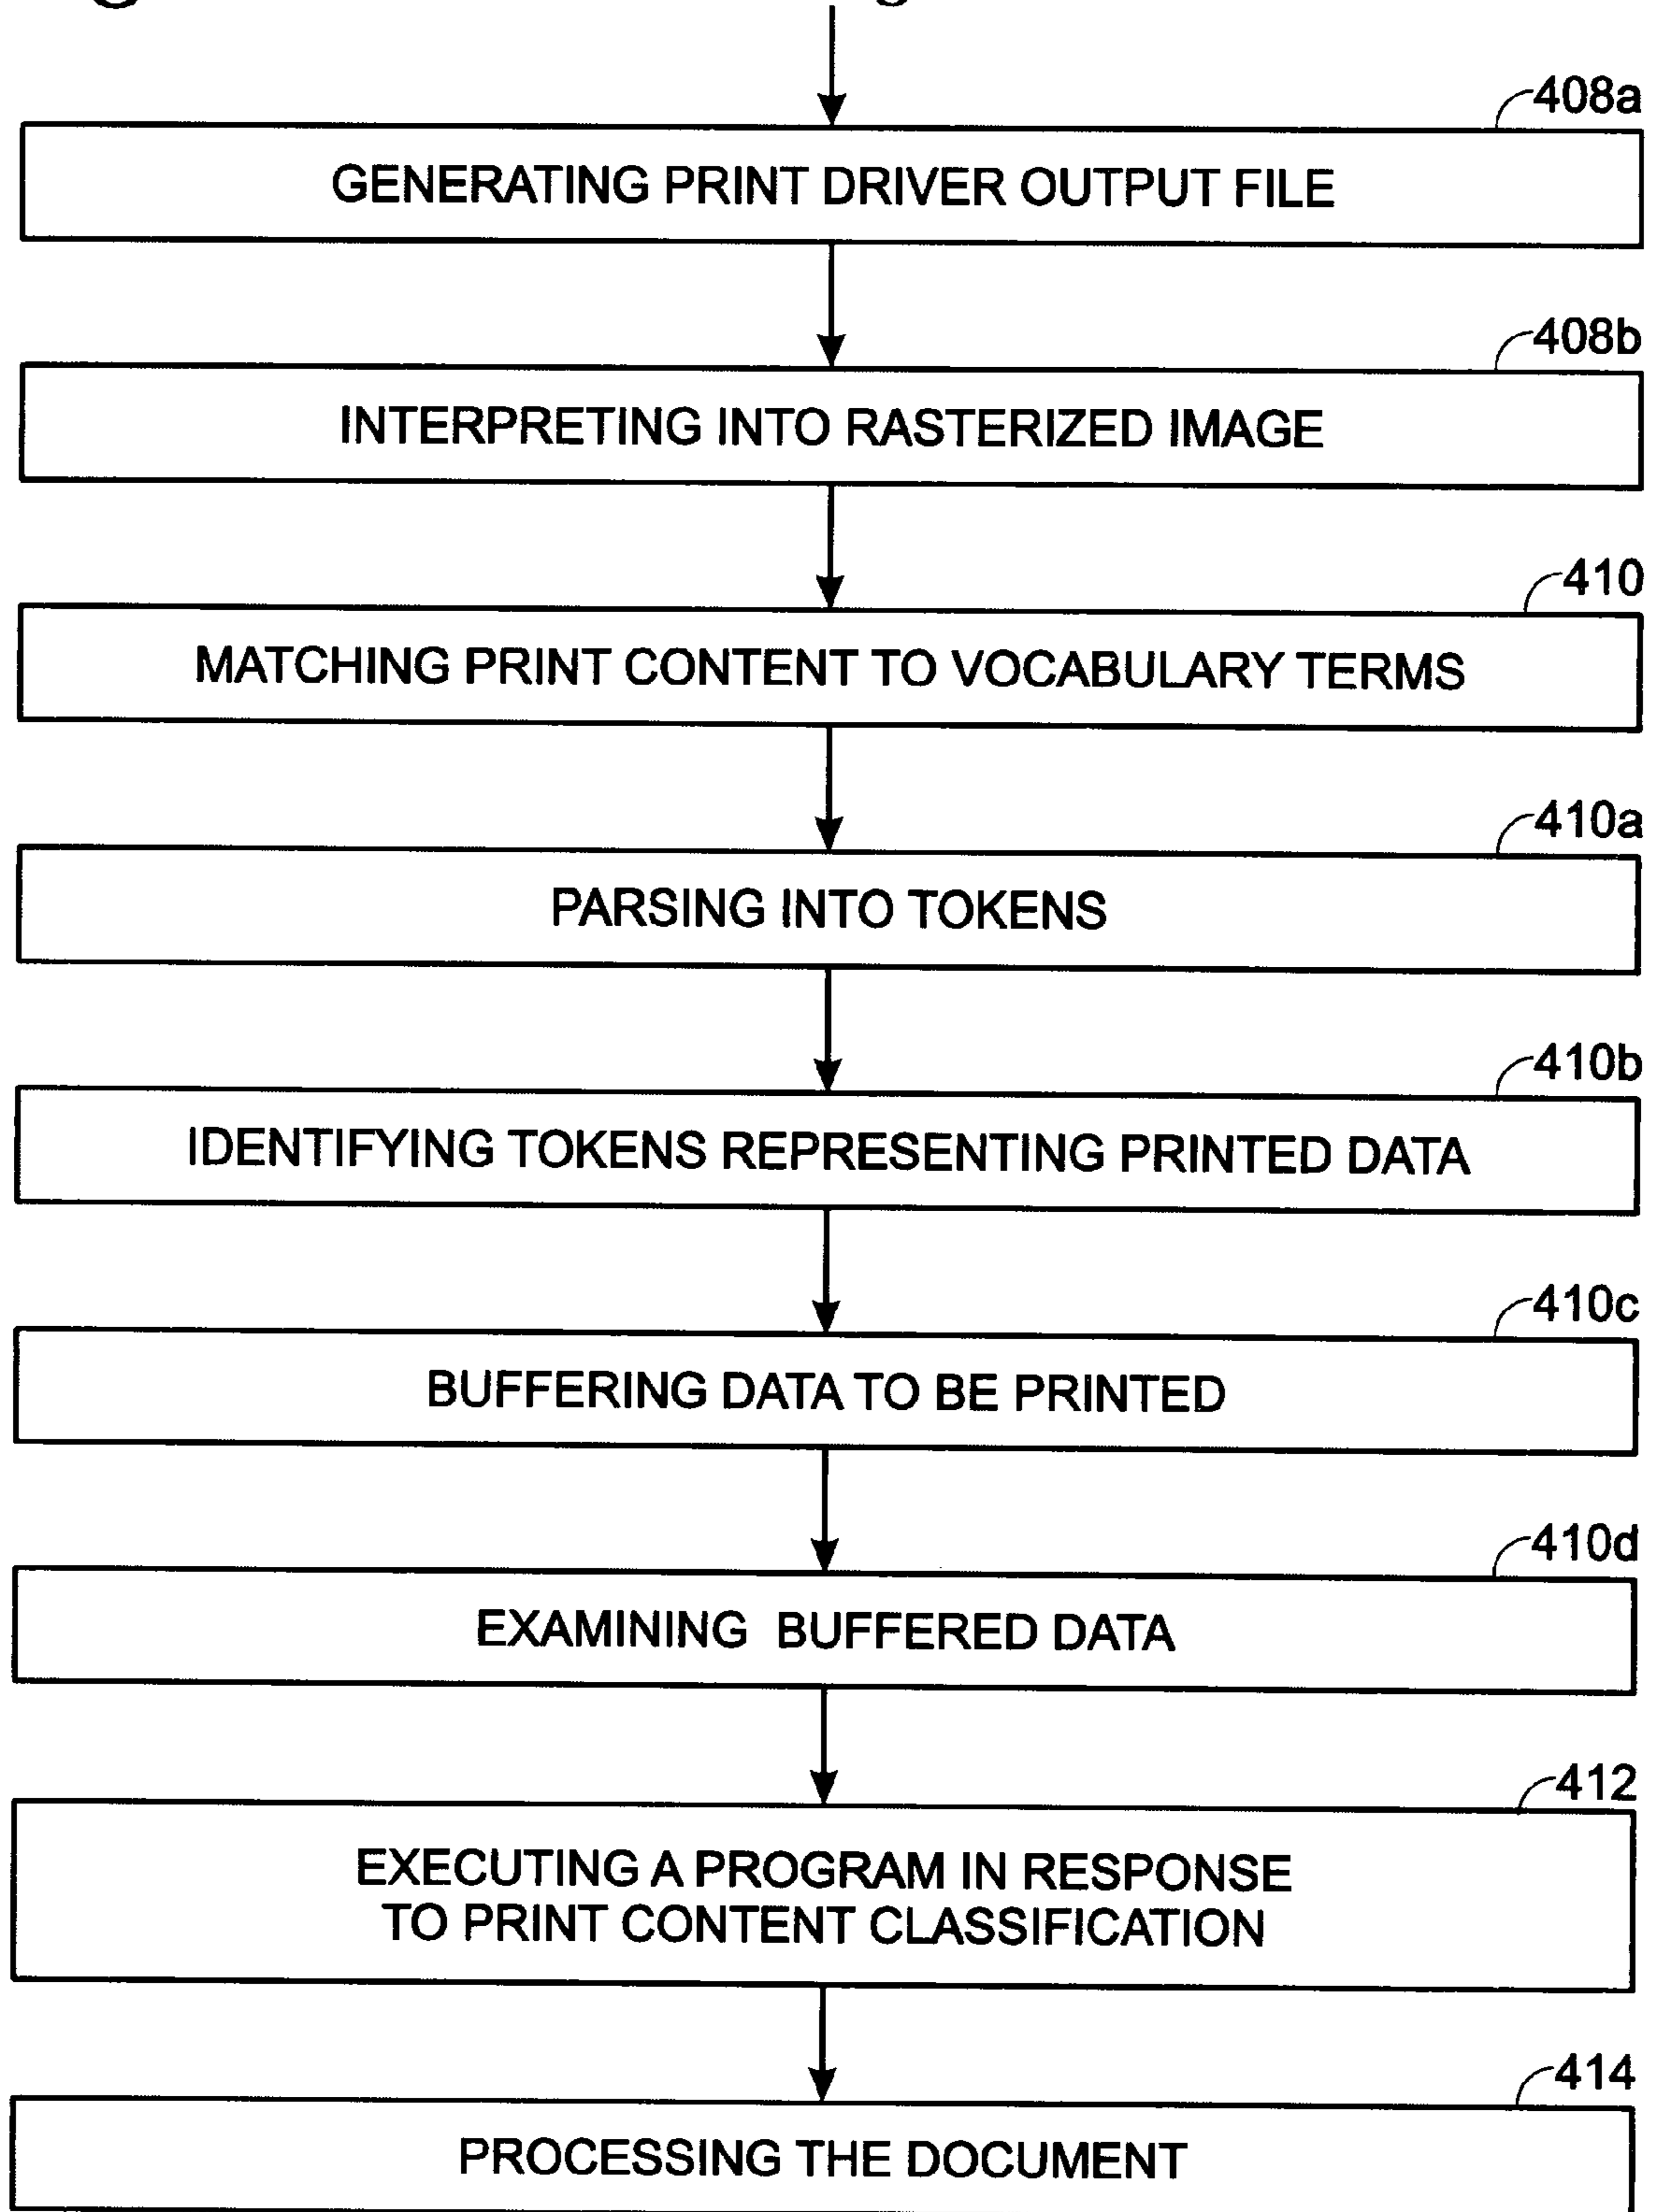 408a
GENERATING PRINT DRIVER OUTPUT FILE
408b
INTERPRETING INTO RASTERIZED IMAGE
410
MATCHING PRINT CONTENT TO VOCABULARY TERMS
410a
PARSING INTO TOKENS
410b
IDENTIFYING TOKENS REPRESENTING PRINTED DATA
410c
BUFFERING DATA TO BE PRINTED
410d
EXAMINING BUFFERED DATA
412
EXECUTING A PROGRAM IN RESPONSE
TO PRINT CONTENT CLASSIFICATION
414
PROCESSING THE DOCUMENT